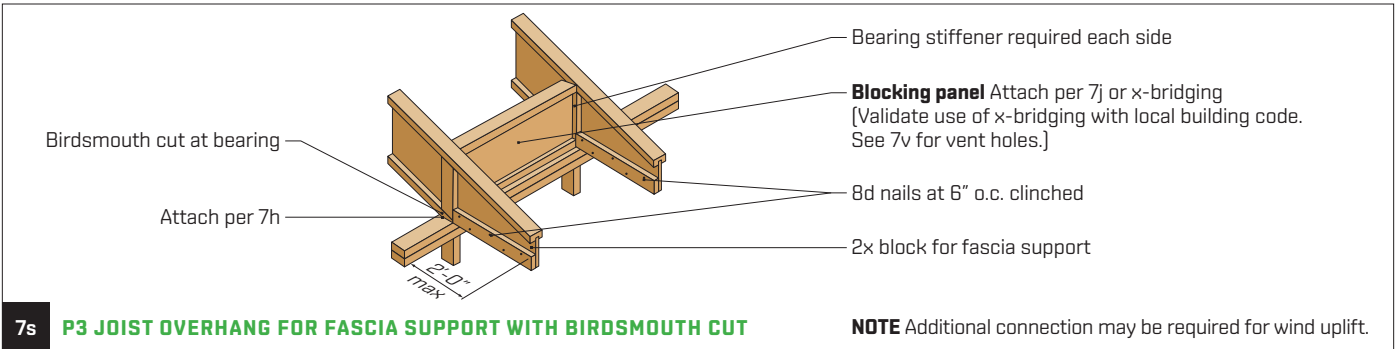 Birdsmouth cut at bearing
Attach per 7h
2'-0"
max
Bearing stiffener required each side
Blocking panel Attach per 7j or x-bridging
(Validate use of x-bridging with local building code.
See 7v for vent holes.)
8d nails at 6" o.c. clinched
2x block for fascia support
7s P3 JOIST OVERHANG FOR FASCIA SUPPORT WITH BIRDSMOUTH CUT
NOTE Additional connection may be required for wind uplift.